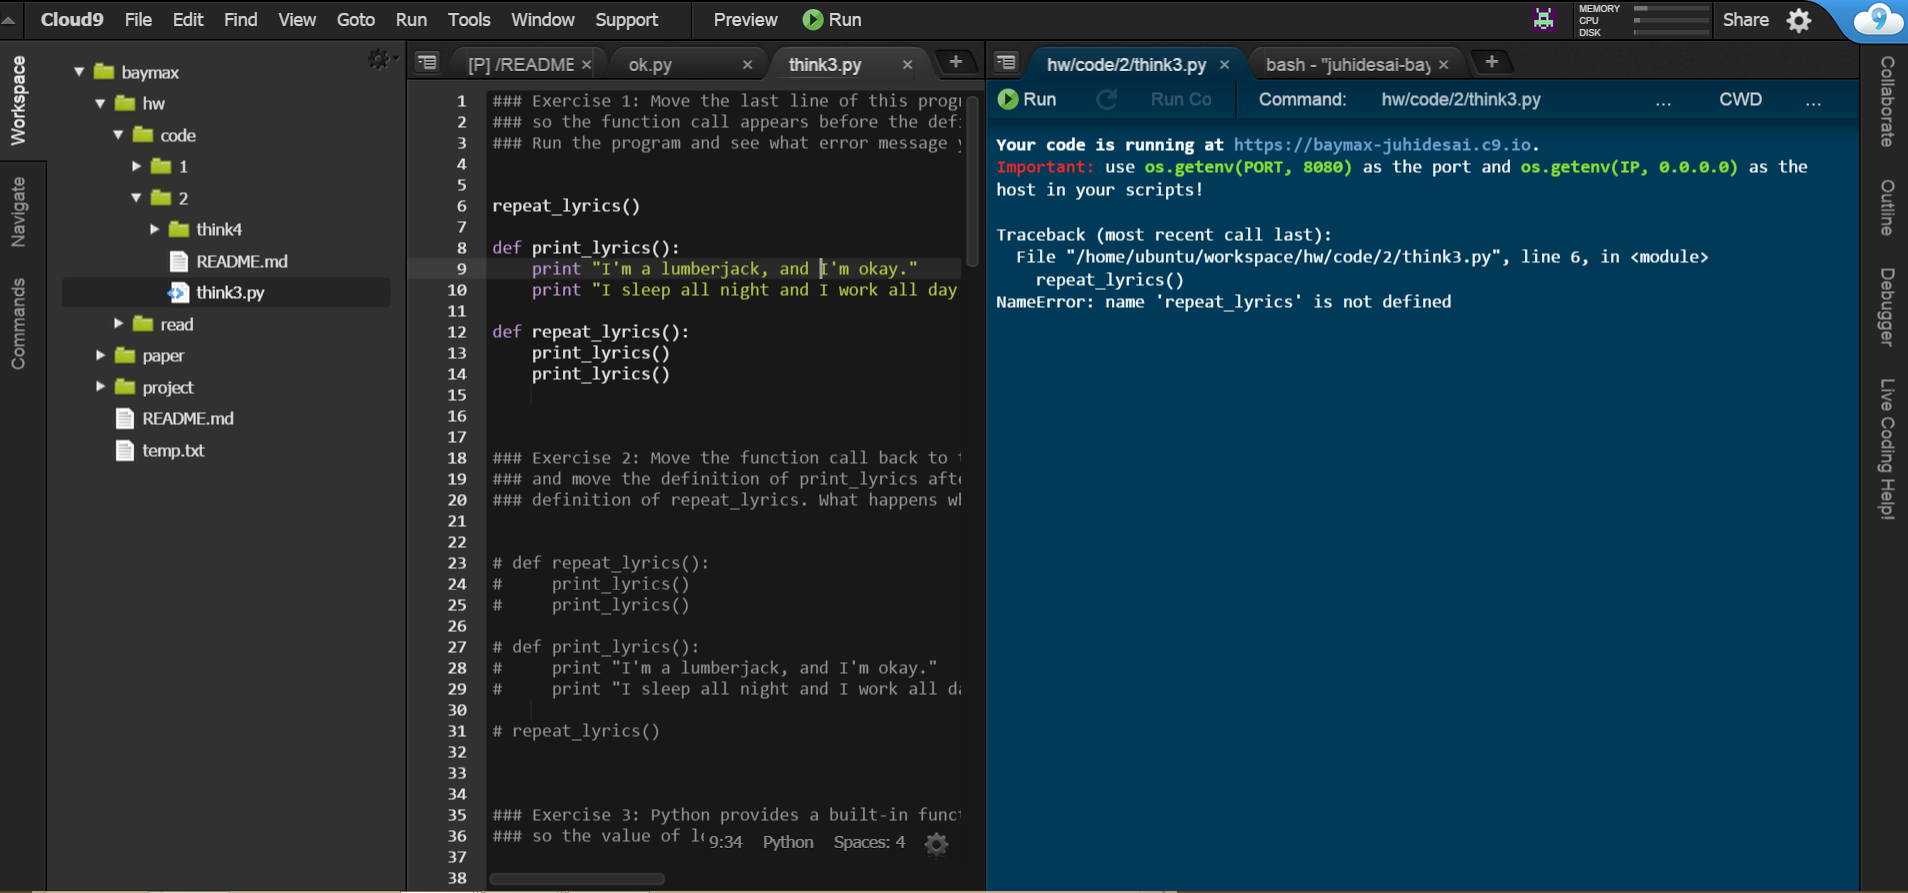 Cloud9 File Edit Find View Goto Run Tools Window Support Preview Run
MEMORY
CPU
DISK
Share
9
Workspace
Navigate
Commands
baymax
hw
code
1
2
think4
README.md
think3.py
read
paper
project
README.md
temp.txt
[P] /README × ok.py × think3.py × +
1 ### Exercise 1: Move the last line of this prog
2 ### so the function call appears before the def
3 ### Run the program and see what error message
4
5
6 repeat_lyrics()
7
8 def print_lyrics():
9 print "I'm a lumberjack, and I'm okay."
10 print "I sleep all night and I work all day
11
12 def repeat_lyrics():
13 print_lyrics()
14 print_lyrics()
15
16
17
18 ### Exercise 2: Move the function call back to
19 ### and move the definition of print_lyrics afte
20 ### definition of repeat_lyrics. What happens
21
22
23 # def repeat_lyrics():
24 # print_lyrics()
25 # print_lyrics()
26
27 # def print_lyrics():
28 # print "I'm a lumberjack, and I'm okay."
29 # print "I sleep all night and I work all da
30
31 # repeat_lyrics()
32
33
34
35 ### Exercise 3: Python provides a built-in func
36 ### so the value of
37
38
9:34 Python Spaces: 4
hw/code/2/think3.py × bash - "juhidesai-bay × +
Run Run Co Command: hw/code/2/think3.py ... CWD ...
Your code is running at https://baymax-juhidesai.c9.io.
Important: use os.getenv(PORT, 8080) as the port and os.getenv(IP, 0.0.0.0) as the
host in your scripts!
Traceback (most recent call last):
File "/home/ubuntu/workspace/hw/code/2/think3.py", line 6, in <module>
repeat_lyrics()
NameError: name 'repeat_lyrics' is not defined
Collaborate
Outline
Debugger
Live Coding Help!